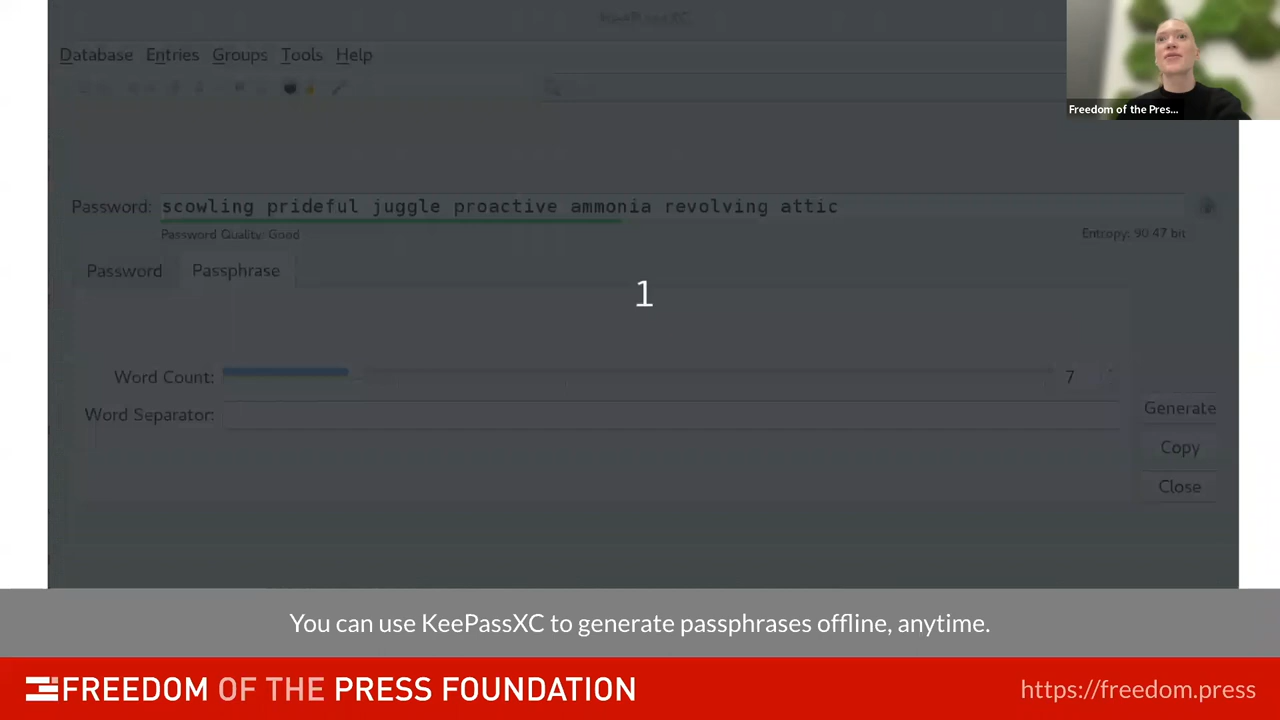 KeePassXC
Database Entries Groups Tools Help
Freedom of the Pres...
Password: scowling prideful juggle proactive ammonia revolving attic
Password Quality: Good
Entropy: 90.47 bit
Password Passphrase
1
Word Count: 7
Word Separator:
Generate
Copy
Close
You can use KeePassXC to generate passphrases offline, anytime.
FREEDOM OF THE PRESS FOUNDATION
https://freedom.press